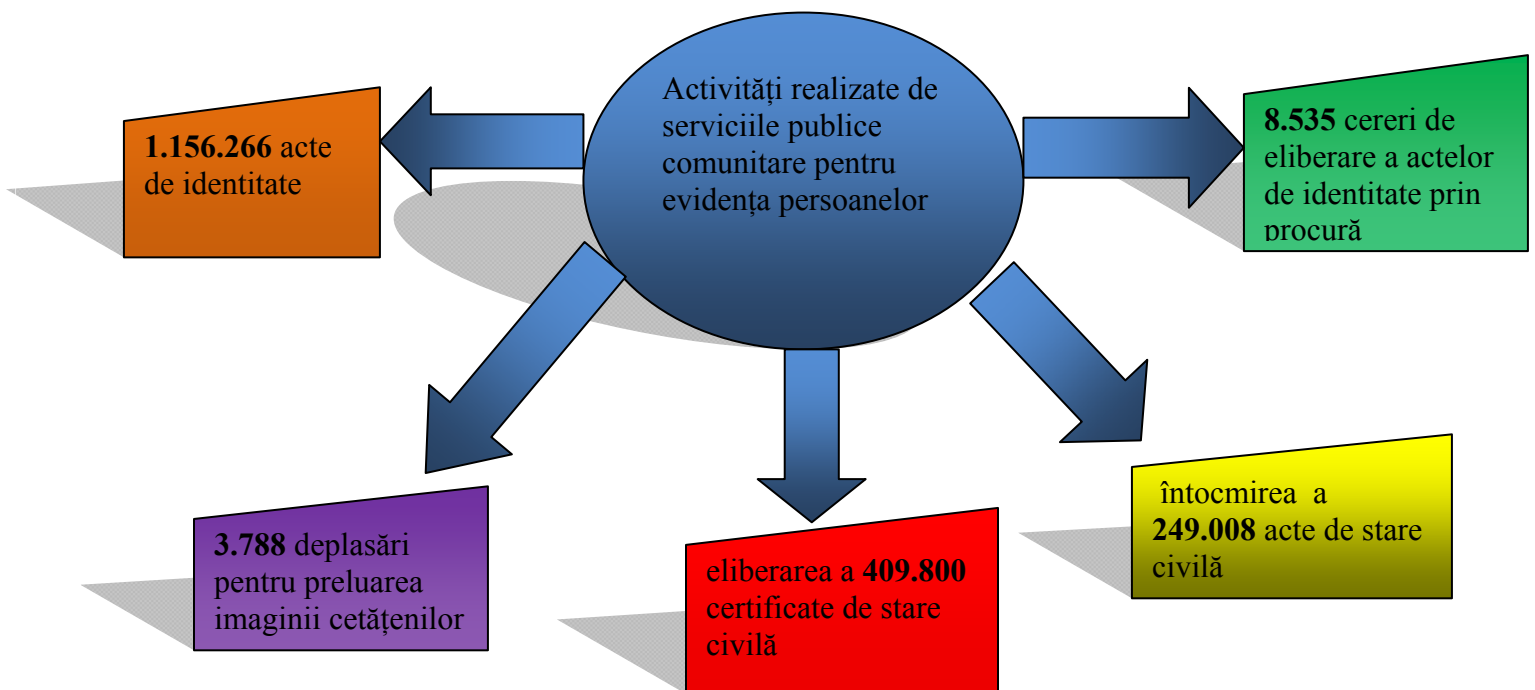 Activități realizate de
serviciile publice
comunitare pentru
evidența persoanelor
1.156.266 acte
de identitate
8.535 cereri de
eliberare a actelor
de identitate prin
procură
3.788 deplasări
pentru preluarea
imaginii cetățenilor
eliberarea a 409.800
certificate de stare
civilă
întocmirea a
249.008 acte de stare
civilă